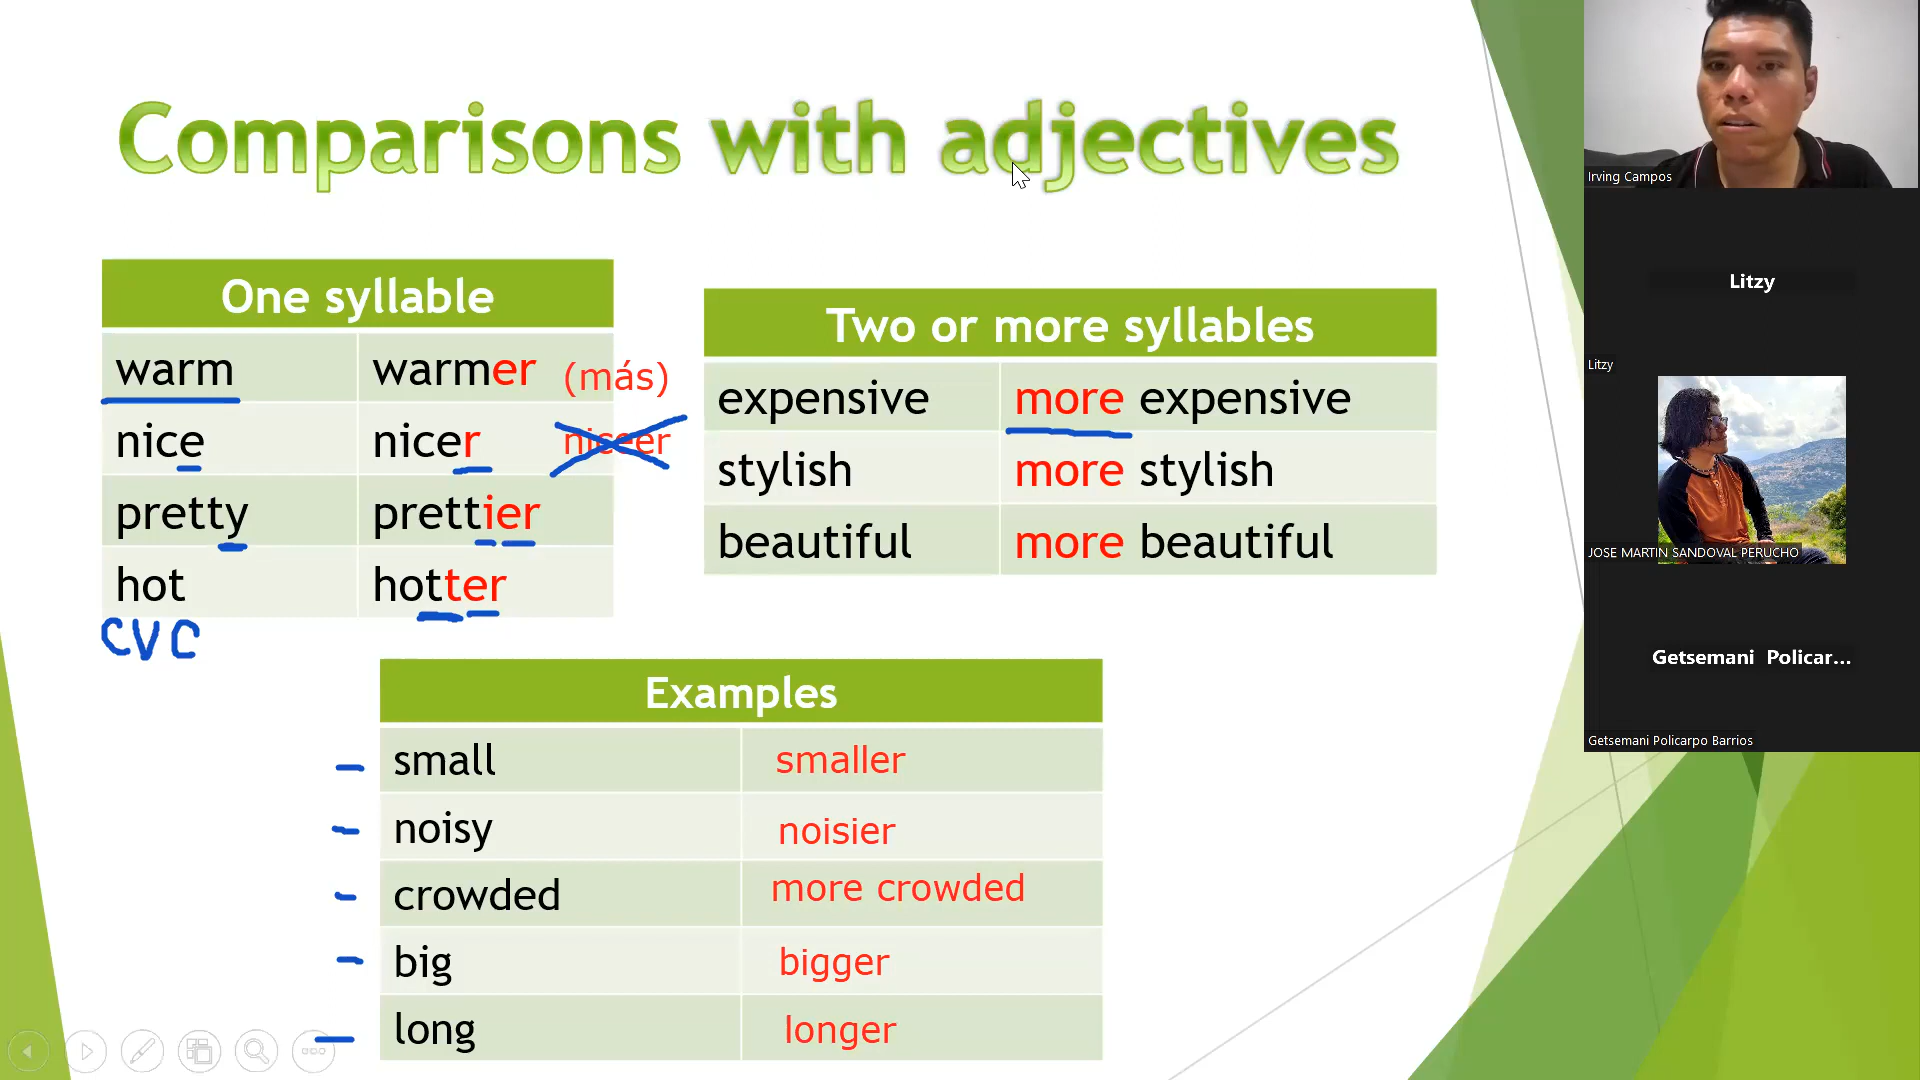 Comparisons with adjectives
One syllable
warm warmer (más)
nice nicer niceer
pretty prettier
hot hotter
CVC
Two or more syllables
expensive more expensive
stylish more stylish
beautiful more beautiful
Examples
small smaller
noisy noisier
crowded more crowded
big bigger
long longer
Irving Campos
Litzy
Litzy
JOSE MARTIN SANDOVAL PERUCHO
Getsemani Policar...
Getsemani Policarpo Barrios